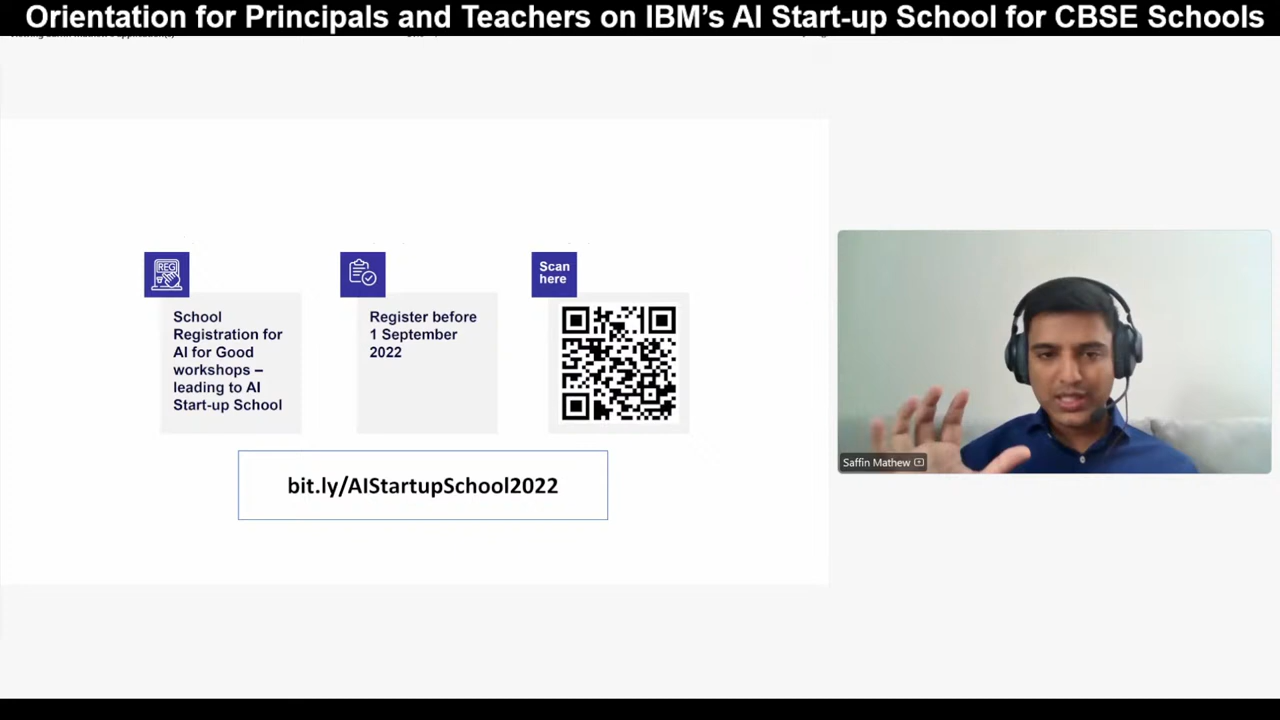 Orientation for Principals and Teachers on IBM's AI Start-up School for CBSE Schools
REG
School
Registration for
AI for Good
workshops –
leading to AI
Start-up School
Register before
1 September
2022
Scan
here
bit.ly/AIStartupSchool2022
Saffin Mathew